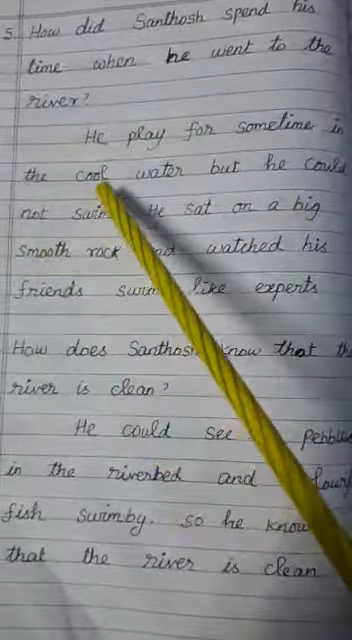 5. How did Santhosh spend his
time when he went to the
river?
He play for sometime in
the cool water but he could
not swim He sat on a big
smooth rock and watched his
friends swim like experts
How does Santhosh know that the
river is clean?
He could see pebbles
in the riverbed and
fish swimby. so he know
that the river is clean